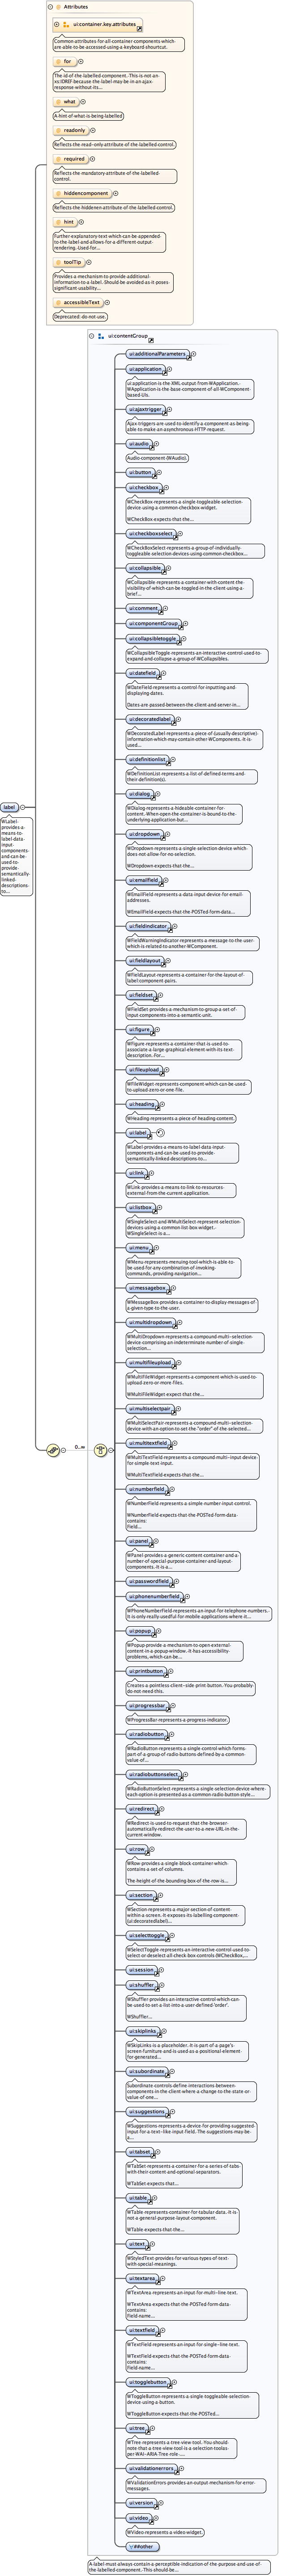 Attributes
ui:container.key.attributes
Common attributes for all container components which
are able to be accessed using a keyboard shortcut.
for
The id of the labelled component. This is not an
xs:IDREF because the label may be in an ajax
response without its...
what
A hint of what is being labelled
readonly
Reflects the read-only attribute of the labelled control.
required
Reflects the mandatory attribute of the labelled
control.
hiddencomponent
Reflects the hidden attribute of the labelled control.
hint
Further explanatory text which can be appended
to the label and allows for a different output
rendering. Used for...
toolTip
Provides a mechanism to provide additional
information to a label. Should be avoided as it poses
significant usability...
accessibleText
Deprecated: do not use.
ui:contentGroup
ui:additionalParameters
ui:application
ui:application is the XML output from WApplication.
WApplication is the base component of all WComponent
based UIs.
ui:ajaxtrigger
Ajax triggers are used to identify a component as being
able to make an asynchronous HTTP request.
ui:audio
Audio component (WAudio).
ui:button
ui:checkbox
WCheckBox represents a single toggleable selection
device using a common checkbox widget.
WCheckBox expects that the...
ui:checkboxselect
WCheckBoxSelect represents a group of individually
toggleable selection devices using common checkbox...
ui:collapsible
WCollapsible represents a container with content the
visibility of which can be toggled in the client using a
brief...
ui:comment
ui:componentGroup
ui:collapsibletoggle
WCollapsibleToggle represents an interactive control used to
expand and collapse a group of WCollapsibles.
ui:datefield
WDateField represents a control for inputing and
displaying dates.
Dates are passed between the client and server in...
ui:decoratedlabel
WDecoratedLabel represents a piece of (usually descriptive)
information which may contain other WComponents. It is
used...
ui:definitionlist
WDefinitionList represents a list of defined terms and
their definition(s).
ui:dialog
WDialog represents a hideable container for
content. When open the container is bound to the
underlying application but...
label
WLabel
provides a
means to
label data
input
components
and can be
used to
provide
semantically
linked
descriptions
to...
ui:dropdown
WDropdown represents a single selection device which
does not allow for no selection.
WDropdown expects that the...
ui:emailfield
WEmailField represents a data input device for email
addresses.
WEmailField expects that the POSTed form data...
ui:fieldindicator
WFieldWarningIndicator represents a message to the user
which is related to another WComponent.
ui:fieldlayout
WFieldLayout represents a container for the layout of
label:component pairs.
ui:fieldset
WFieldSet provides a mechanism to group a set of
input components into a semantic unit.
ui:figure
WFigure represents a container that is used to
associate a large graphical element with its text
description. For...
ui:fileupload
WFileWidget represents component which can be used
to upload zero or one file.
ui:heading
WHeading represents a piece of heading content.
ui:label
WLabel provides a means to label data input
components and can be used to provide
semantically linked descriptions to...
ui:link
WLink provides a means to link to resources
external from the current application.
ui:listbox
WSingleSelect and WMultiSelect represent selection
devices using a common list box widget.
WSingleSelect is a...
ui:menu
WMenu represents menuing tool which is able to
be used for any combination of invoking
commands, providing navigation...
ui:messagebox
WMessageBox provides a container to display messages of
a given type to the user.
ui:multidropdown
WMultiDropdown represents a compound multi-selection
device comprising an indeterminate number of single
selection...
ui:multifileupload
WMultiFileWidget represents a component which is used to
upload zero or more files.
WMultiFileWidget expect that the...
ui:multiselectpair
WMultiSelectPair represents a compound multi-selection
device with an option to set the "order" of the selected...
0..∞
ui:multitextfield
WMultiTextField represents a compound multi-input device
for simple text input.
WMultiTextField expects that the...
ui:numberfield
WNumberField represents a simple number input control.
WNumberField expects that the POSTed form data
contains:
Field...
ui:panel
WPanel provides a generic content container and a
number of special purpose container and layout
components. It is a...
ui:passwordfield
ui:phonenumberfield
WPhoneNumberField represents an input for telephone numbers.
It is only really useful for mobile applications where it...
ui:popup
WPopup provide a mechanism to open external
content in a popup window. It has accessibility
problems, which can be...
ui:printbutton
Creates a pointless client-side print button. You probably
do not need this.
ui:progressbar
WProgressBar represents a progress indicator.
ui:radiobutton
WRadioButton represents a single control which forms
part of a group of radio buttons defined by a common
value of...
ui:radiobuttonselect
WRadioButtonSelect represents a single selection device where
each option is presented as a common radio button style...
ui:redirect
WRedirect is used to request that the browser
automatically redirect the user to a new URL in the
current window.
ui:row
WRow provides a single block container which
contains a set of columns.
The height of the bounding box of the row is...
ui:section
WSection represents a major section of content
within a screen. It exposes its labelling component
(ui:decoratedlabel)...
ui:selecttoggle
WSelectToggle represents an interactive control used to
select or deselect all check box controls (WCheckBox,...
ui:session
ui:shuffler
WShuffler provides an interactive control which can
be used to set a list into a user defined 'order'.
WShuffler...
ui:skiplinks
WSkipLinks is a placeholder. It is part of a page's
screen furniture and is used as a positional element
for generated...
ui:subordinate
Subordinate controls define interactions between
components in the client where a change to the state or
value of one...
ui:suggestions
WSuggestions represents a device for providing suggested
input for a text-like input field. The suggestions may be
a...
ui:tabset
WTabSet represents a container for a series of tabs
with their content and optional separators.
WTabSet expects that...
ui:table
WTable represents container for tabular data. It is
not a general purpose layout component.
WTable expects that the...
ui:text
WStyledText provides for various types of text
with special meanings.
ui:textarea
WTextArea represents an input for multi-line text.
WTextArea expects that the POSTed form data
contains:
Field name...
ui:textfield
WTextField represents an input for single-line text.
WTextField expects that the POSTed form data
contains:
Field name...
ui:togglebutton
WToggleButton represents a single toggleable selection
device using a button.
WToggleButton expects that the POSTed...
ui:tree
WTree represents a tree view tool. You should
note that a tree view tool is a selection tool as
per WAI-ARIA Tree role -...
ui:validationerrors
WValidationErrors provides an output mechanism for error
messages.
ui:version
ui:video
WVideo represents a video widget.
##other
A label must always contain a perceptible indication of the purpose and use of
the labelled component. This should be...